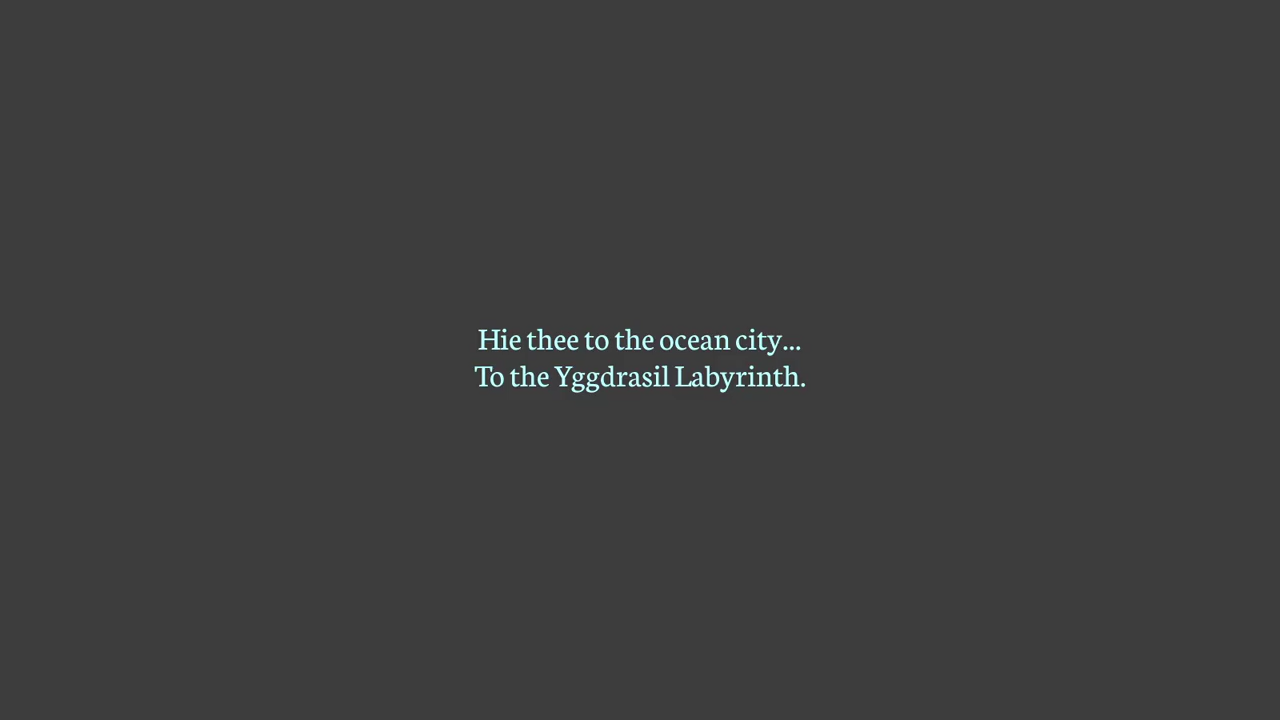 Hie thee to the ocean city...
To the Yggdrasil Labyrinth.